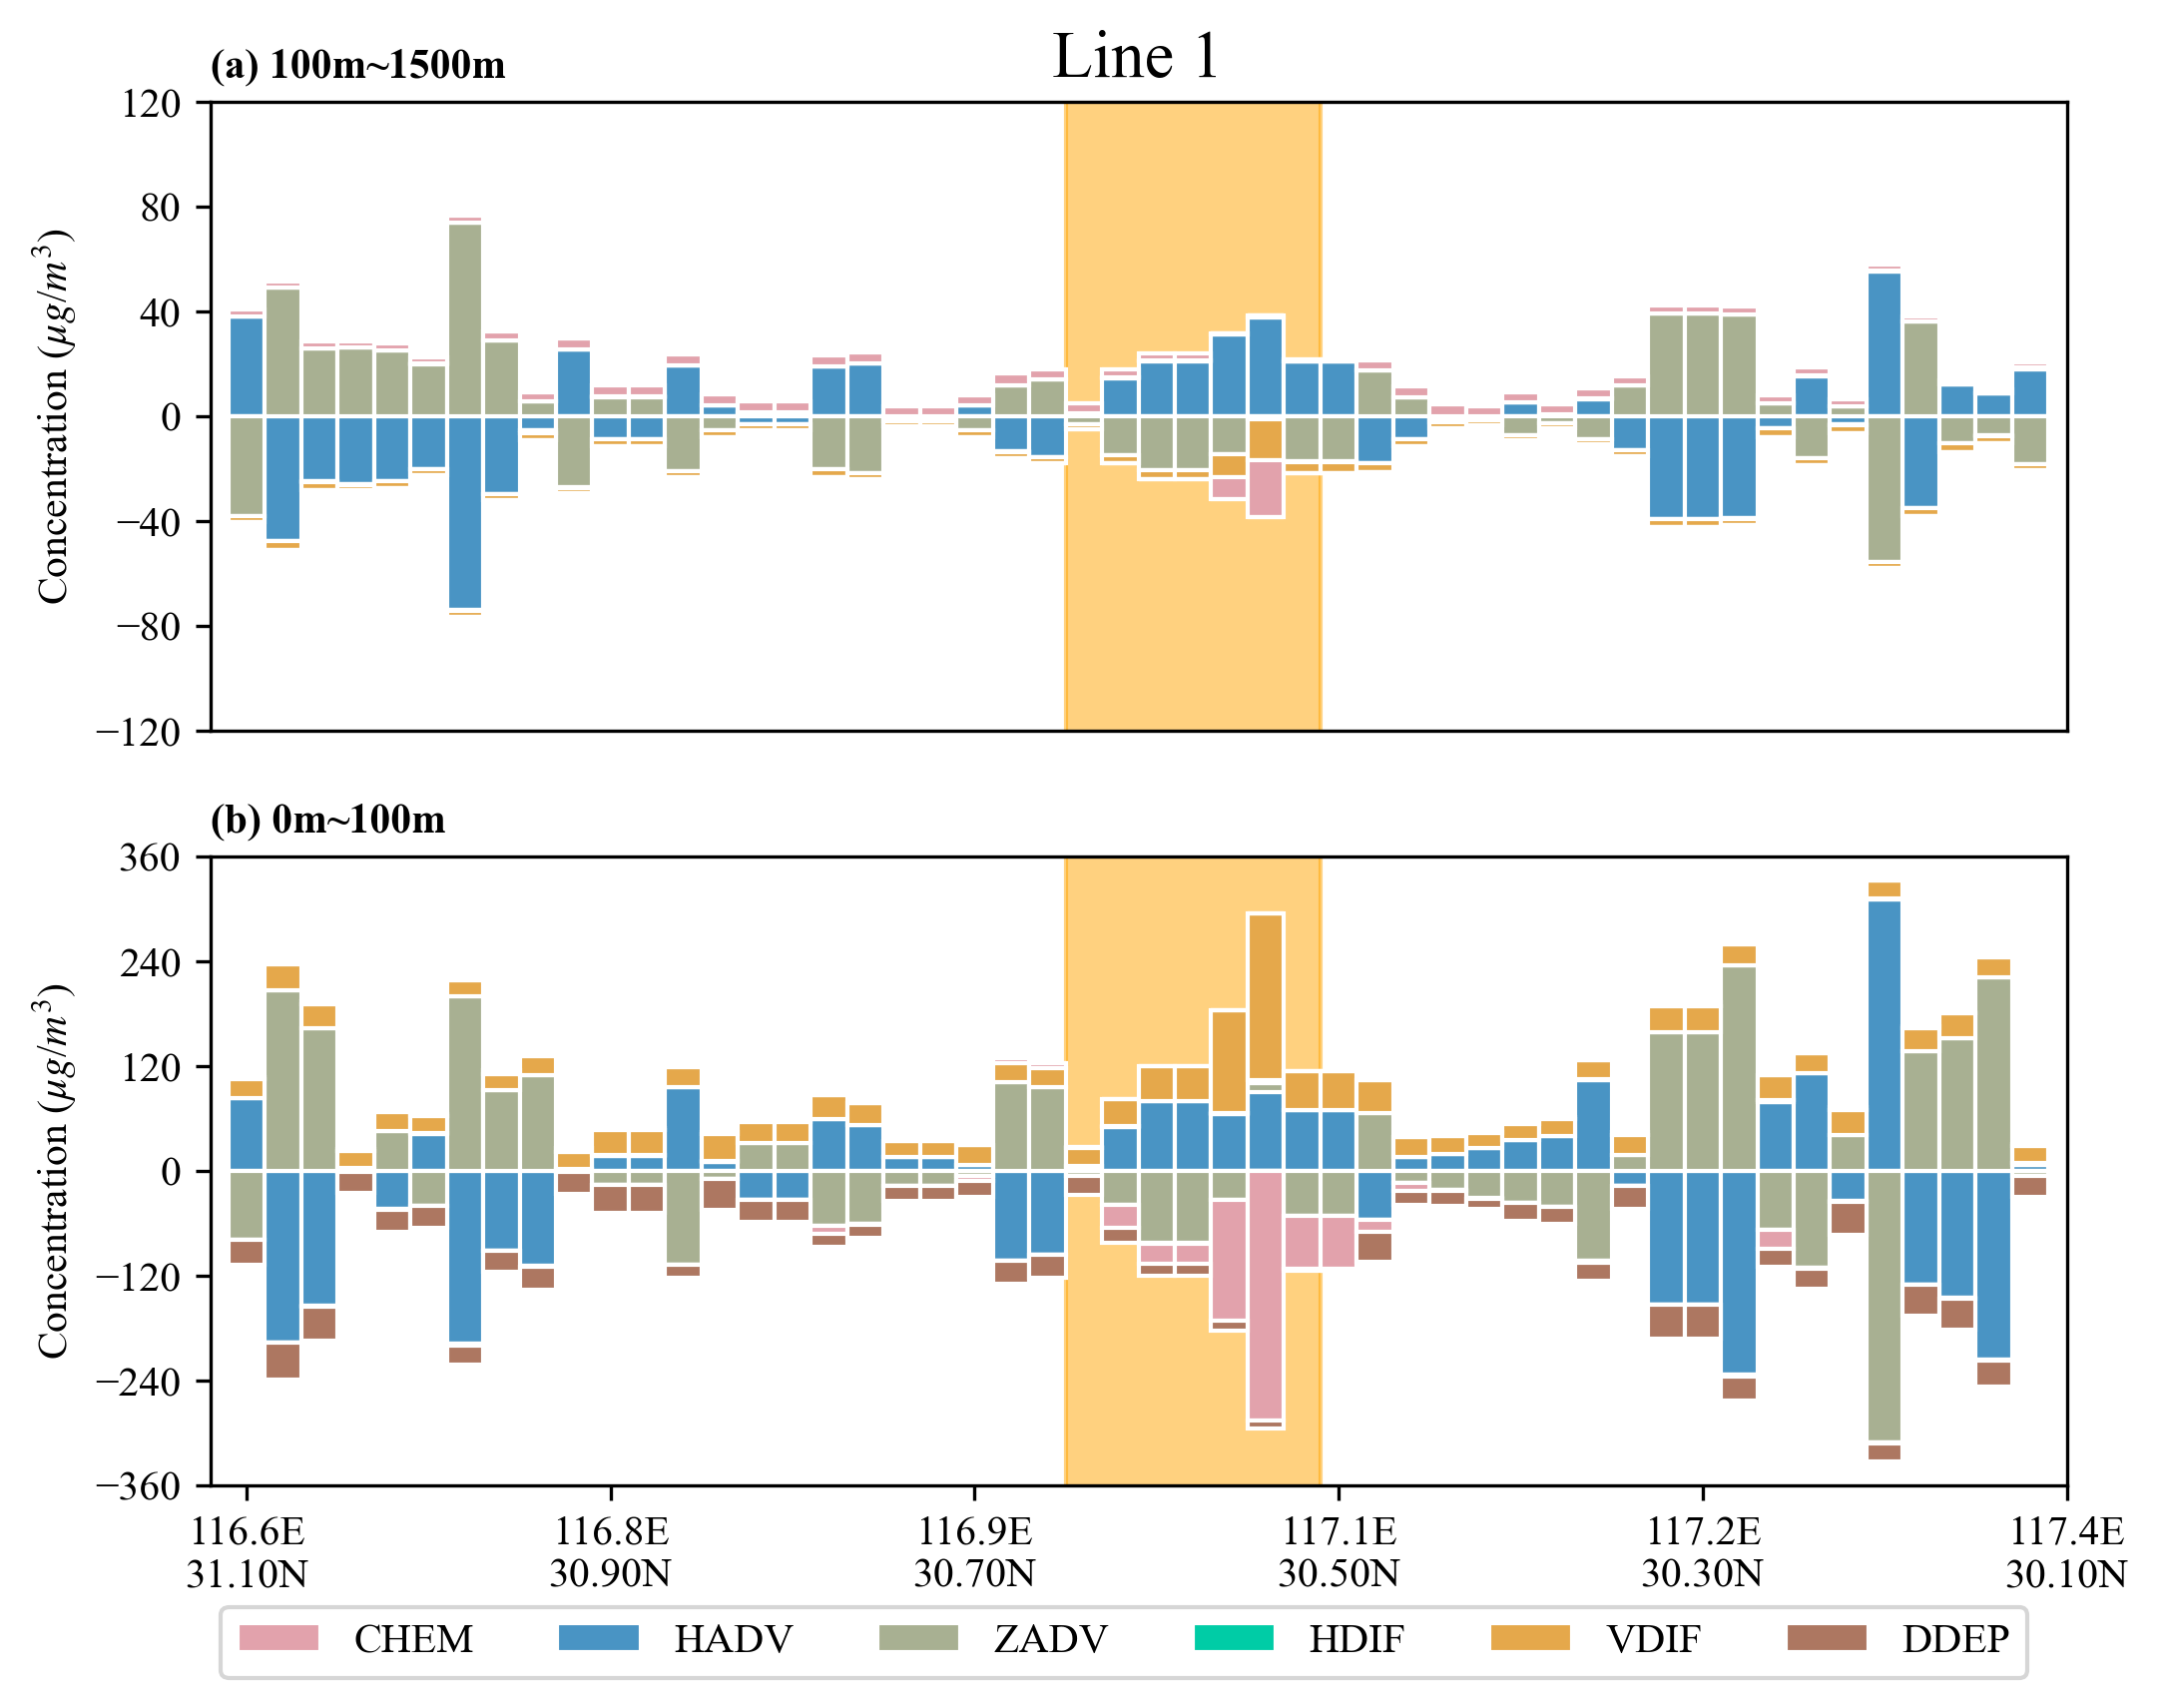 Line 1
(a) 100m~1500m
120
80
40
0
−40
−80
−120
Concentration (μg/m³)
(b) 0m~100m
360
240
120
0
−120
−240
−360
Concentration (μg/m³)
116.6E 116.8E 116.9E 117.1E 117.2E 117.4E
31.10N 30.90N 30.70N 30.50N 30.30N 30.10N
CHEM HADV ZADV HDIF VDIF DDEP